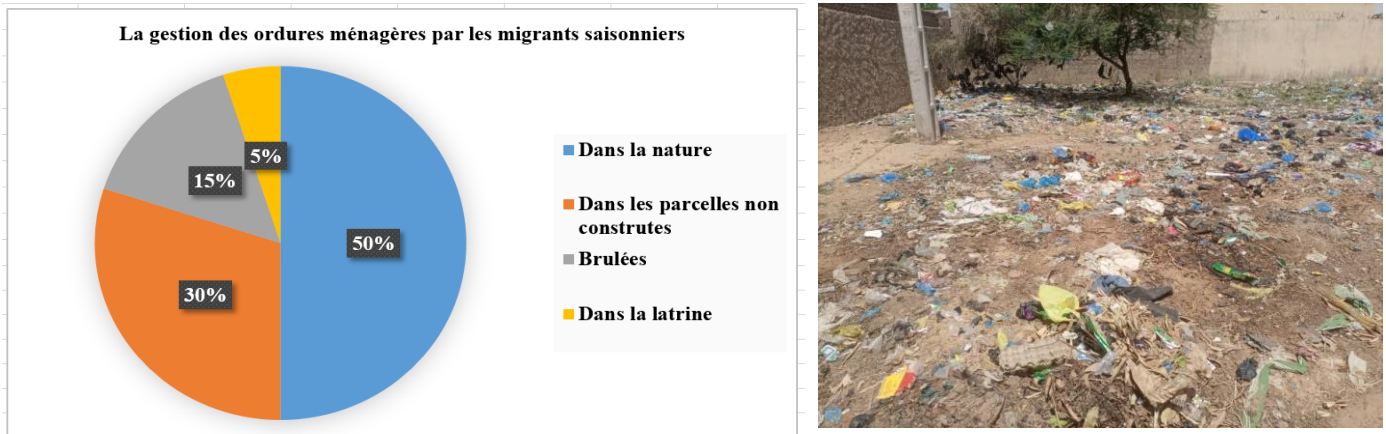 La gestion des ordures ménagères par les migrants saisonniers
5%
15%
50%
30%
Dans la nature
Dans les parcelles non
construtes
Brulées
Dans la latrine